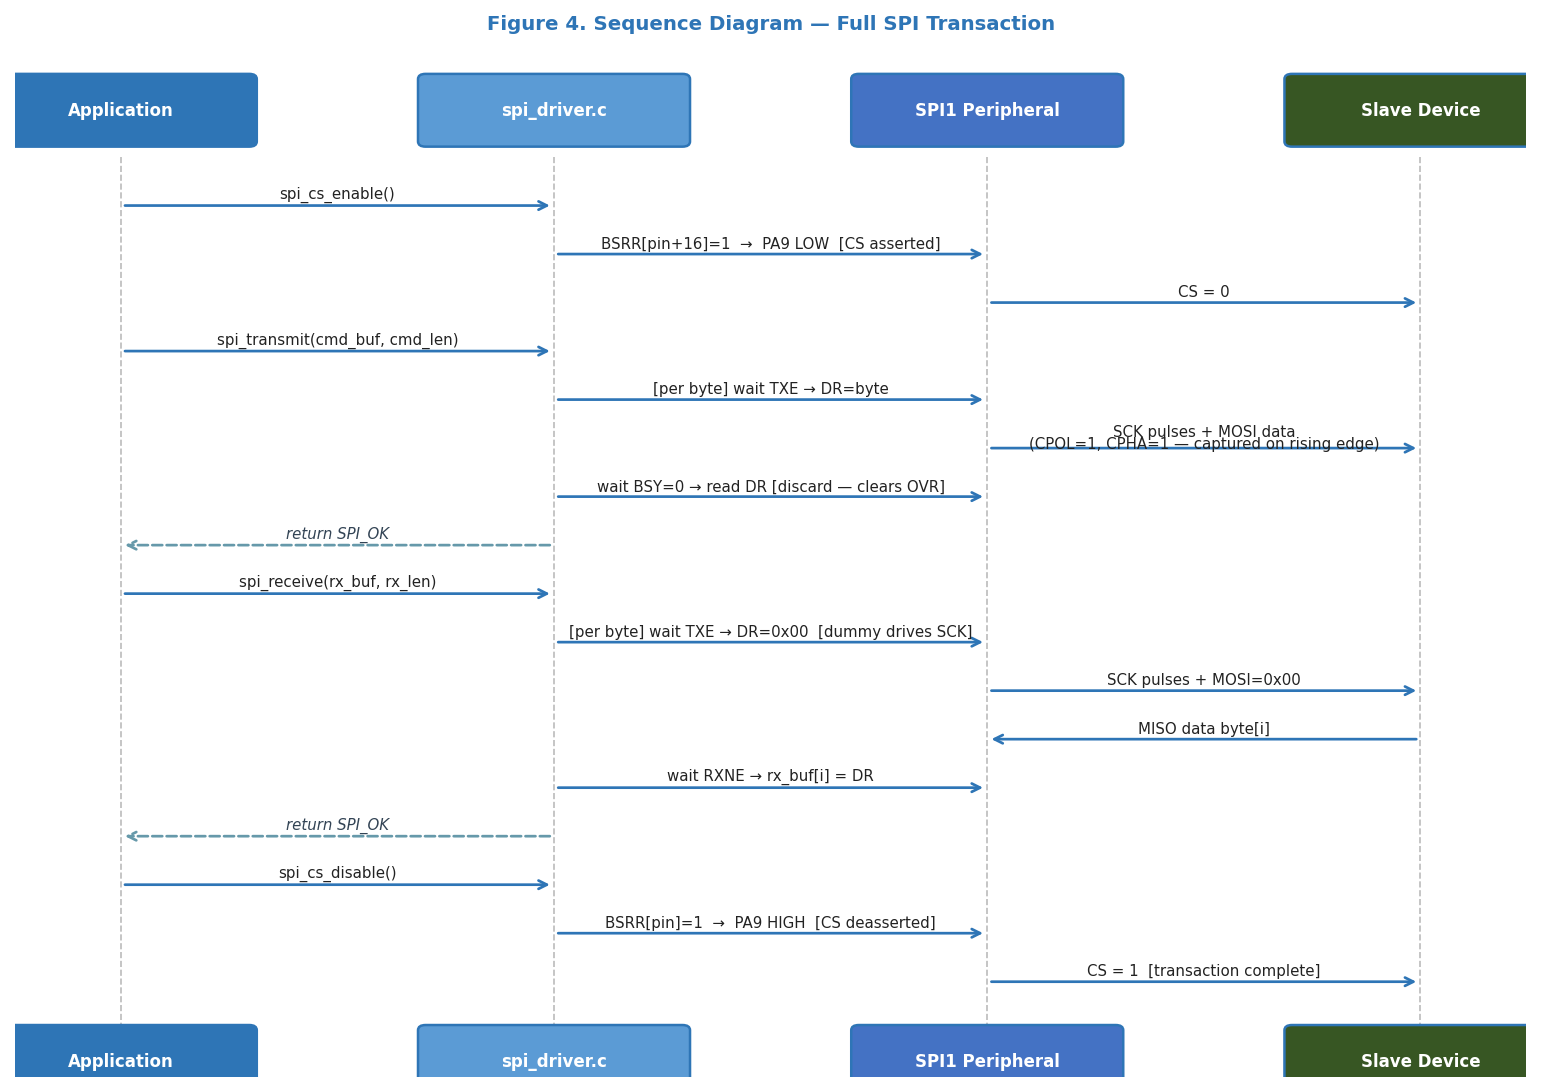 Figure 4. Sequence Diagram — Full SPI Transaction
Application
spi_driver.c
SPI1 Peripheral
Slave Device
spi_cs_enable()
BSRR[pin+16]=1 → PA9 LOW [CS asserted]
CS = 0
spi_transmit(cmd_buf, cmd_len)
[per byte] wait TXE → DR=byte
SCK pulses + MOSI data
(CPOL=1, CPHA=1 — captured on rising edge)
wait BSY=0 → read DR [discard — clears OVR]
return SPI_OK
spi_receive(rx_buf, rx_len)
[per byte] wait TXE → DR=0x00 [dummy drives SCK]
SCK pulses + MOSI=0x00
MISO data byte[i]
wait RXNE → rx_buf[i] = DR
return SPI_OK
spi_cs_disable()
BSRR[pin]=1 → PA9 HIGH [CS deasserted]
CS = 1 [transaction complete]
Application
spi_driver.c
SPI1 Peripheral
Slave Device